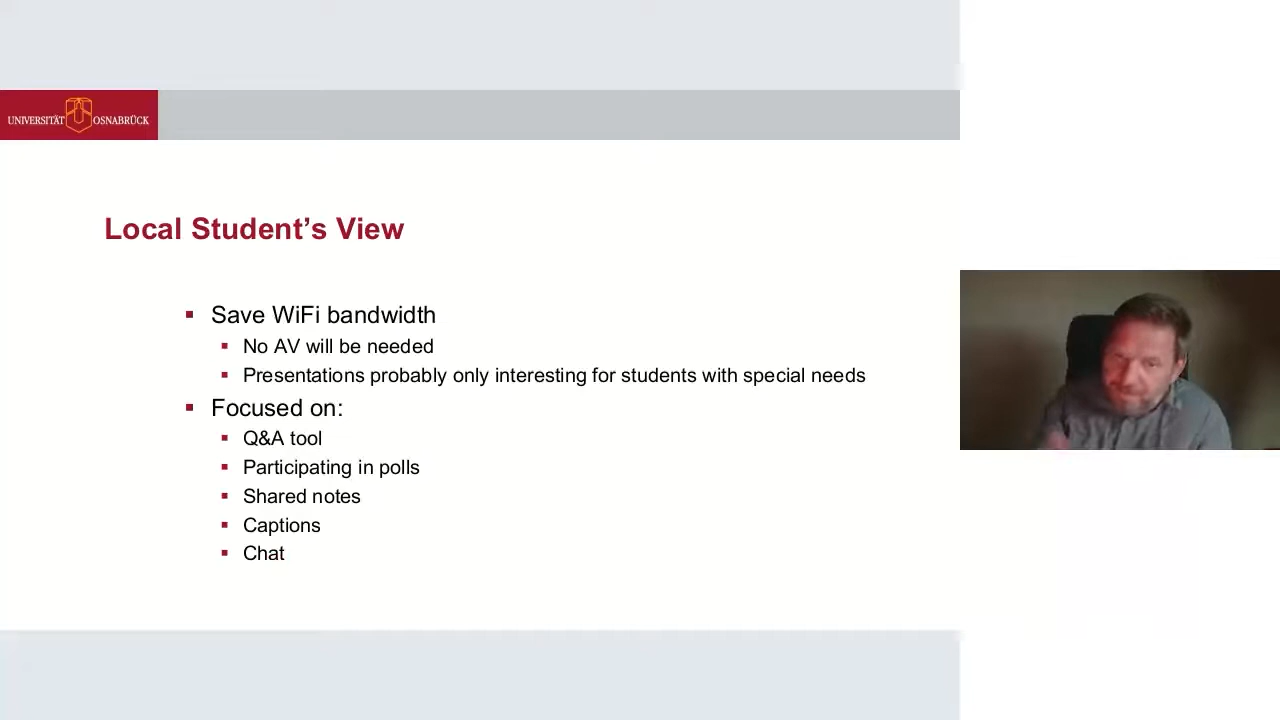 UNIVERSITÄT OSNABRÜCK
Local Student’s View
Save WiFi bandwidth
No AV will be needed
Presentations probably only interesting for students with special needs
Focused on:
Q&A tool
Participating in polls
Shared notes
Captions
Chat